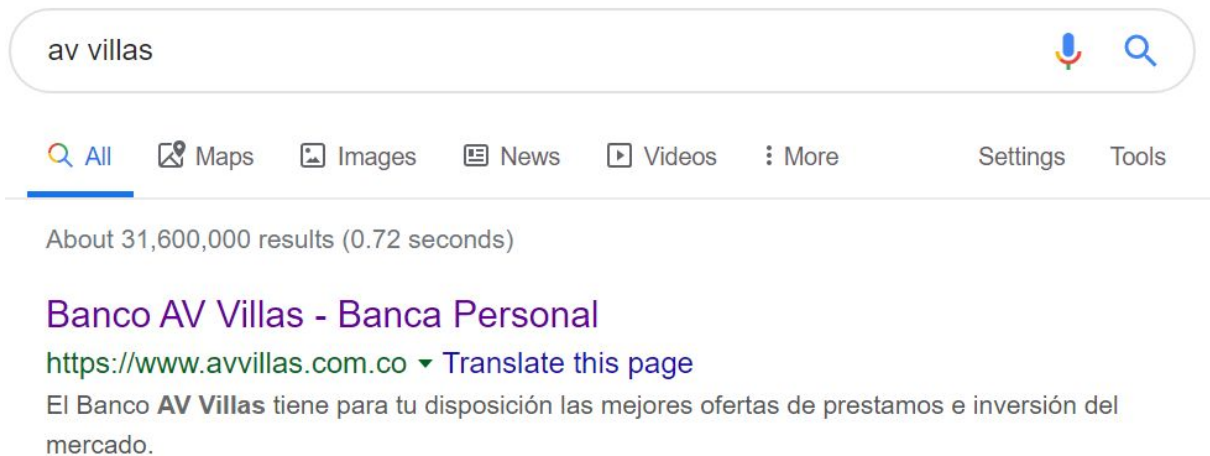 av villas
All Maps Images News Videos More Settings Tools
About 31,600,000 results (0.72 seconds)
Banco AV Villas - Banca Personal
https://www.avvillas.com.co Translate this page
El Banco AV Villas tiene para tu disposición las mejores ofertas de prestamos e inversión del
mercado.